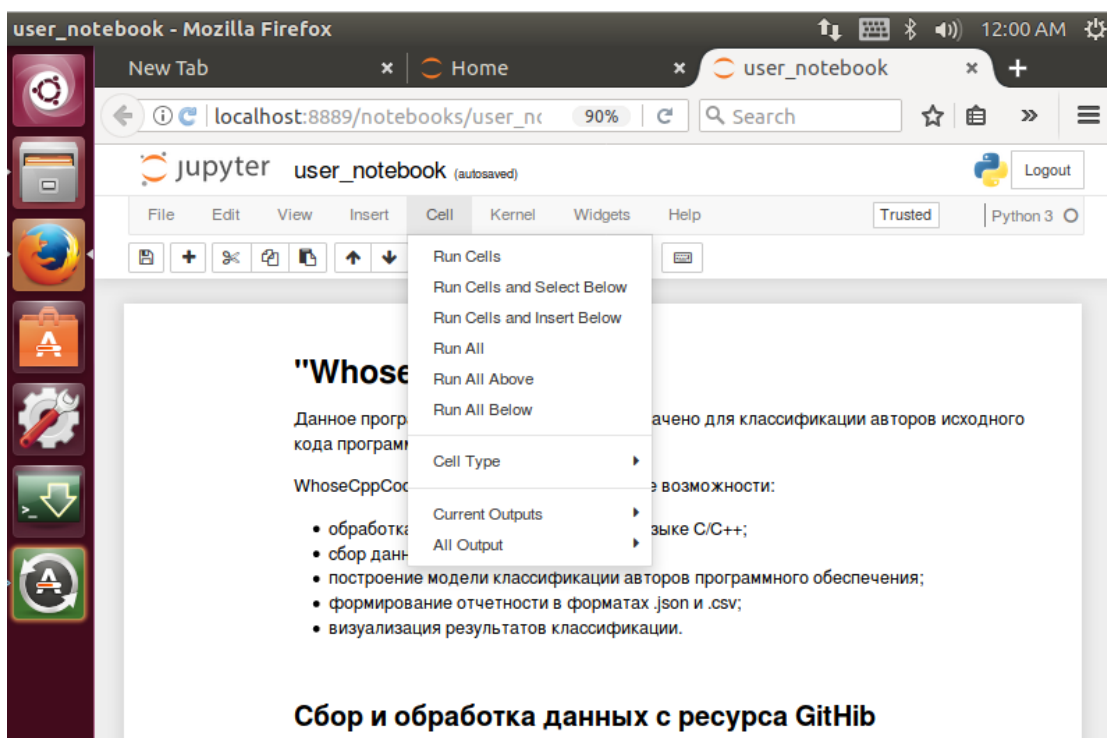 user_notebook - Mozilla Firefox 12:00 AM
New Tab Home user_notebook
localhost:8889/notebooks/user_nc 90% Search
jupyter user_notebook (autosaved) Logout
File Edit View Insert Cell Kernel Widgets Help Trusted Python 3
Run Cells
Run Cells and Select Below
Run Cells and Insert Below
Run All
Run All Above
Run All Below
Cell Type
Current Outputs
All Output
"Whose
Данное прогр ачено для классификации авторов исходного
кода програм
WhoseCppCo е возможности:
обработка зыке C/C++;
сбор данн
построение модели классификации авторов программного обеспечения;
формирование отчетности в форматах .json и .csv;
визуализация результатов классификации.
Сбор и обработка данных с ресурса GitHib